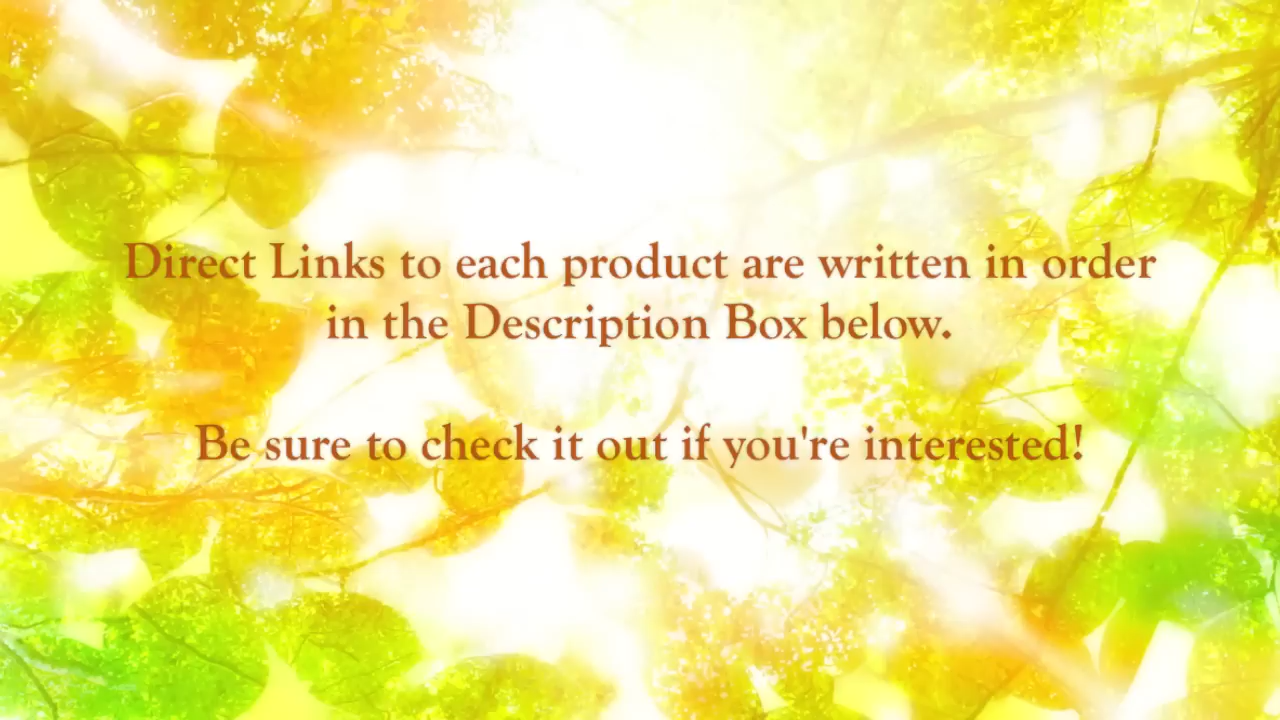 Direct Links to each product are written in order
in the Description Box below.
Be sure to check it out if you're interested!